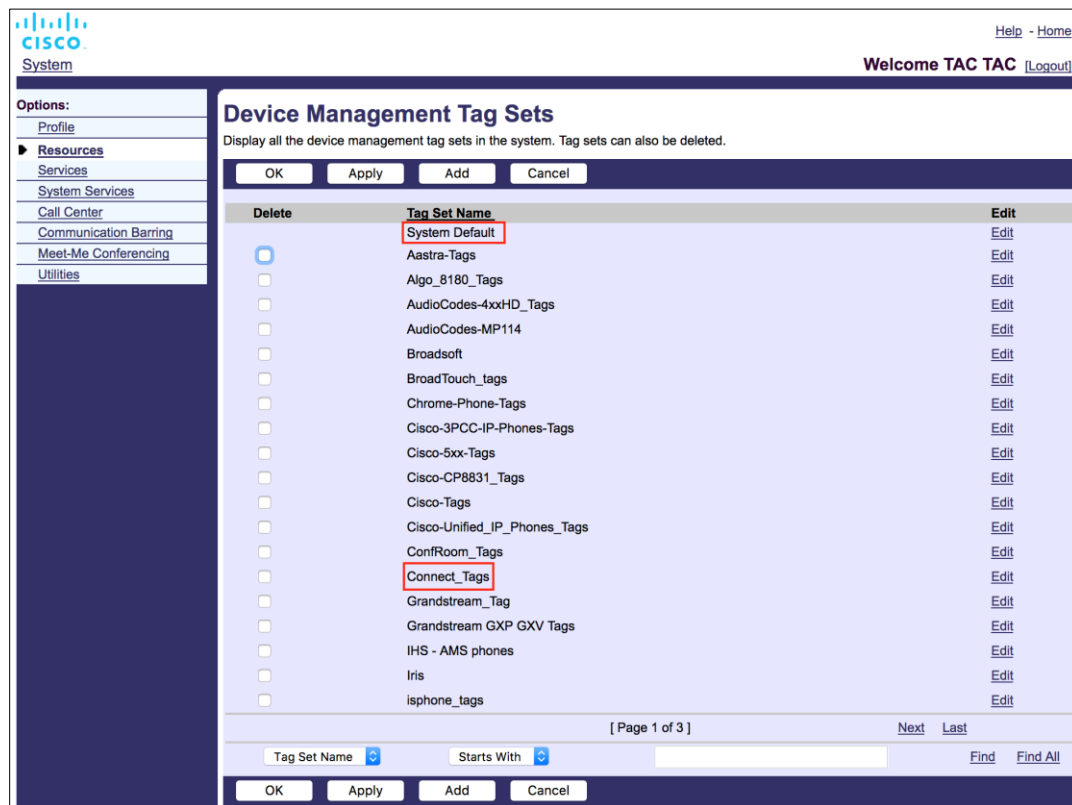 CISCO
Help - Home
System
Welcome TAC TAC [Logout]
Options:
Profile
Resources
Services
System Services
Call Center
Communication Barring
Meet-Me Conferencing
Utilities
Device Management Tag Sets
Display all the device management tag sets in the system. Tag sets can also be deleted.
OK Apply Add Cancel
Delete Tag Set Name Edit
System Default Edit
Aastra-Tags Edit
Algo_8180_Tags Edit
AudioCodes-4xxHD_Tags Edit
AudioCodes-MP114 Edit
Broadsoft Edit
BroadTouch_tags Edit
Chrome-Phone-Tags Edit
Cisco-3PCC-IP-Phones-Tags Edit
Cisco-5xx-Tags Edit
Cisco-CP8831_Tags Edit
Cisco-Tags Edit
Cisco-Unified_IP_Phones_Tags Edit
ConfRoom_Tags Edit
Connect_Tags Edit
Grandstream_Tag Edit
Grandstream GXP GXV Tags Edit
IHS - AMS phones Edit
Iris Edit
isphone_tags Edit
[ Page 1 of 3 ] Next Last
Tag Set Name Starts With Find Find All
OK Apply Add Cancel